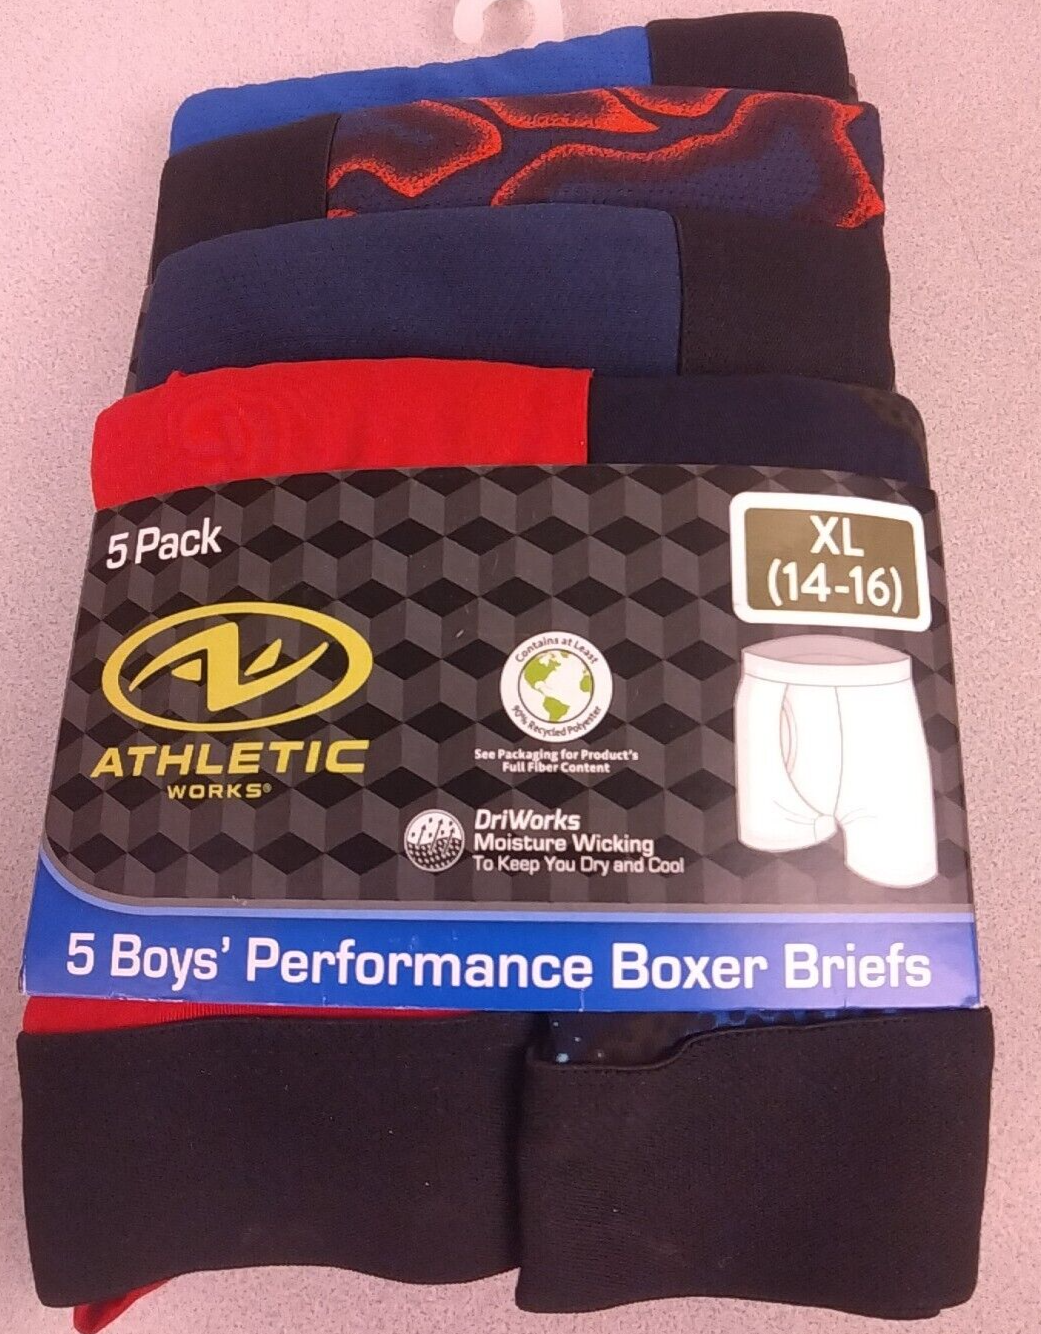 5 Pack
XL
(14-16)
Contains at Least
90% Recycled Polyester
See Packaging for Product's
Full Fiber Content
ATHLETIC
WORKS®
DriWorks
Moisture Wicking
To Keep You Dry and Cool
5 Boys' Performance Boxer Briefs